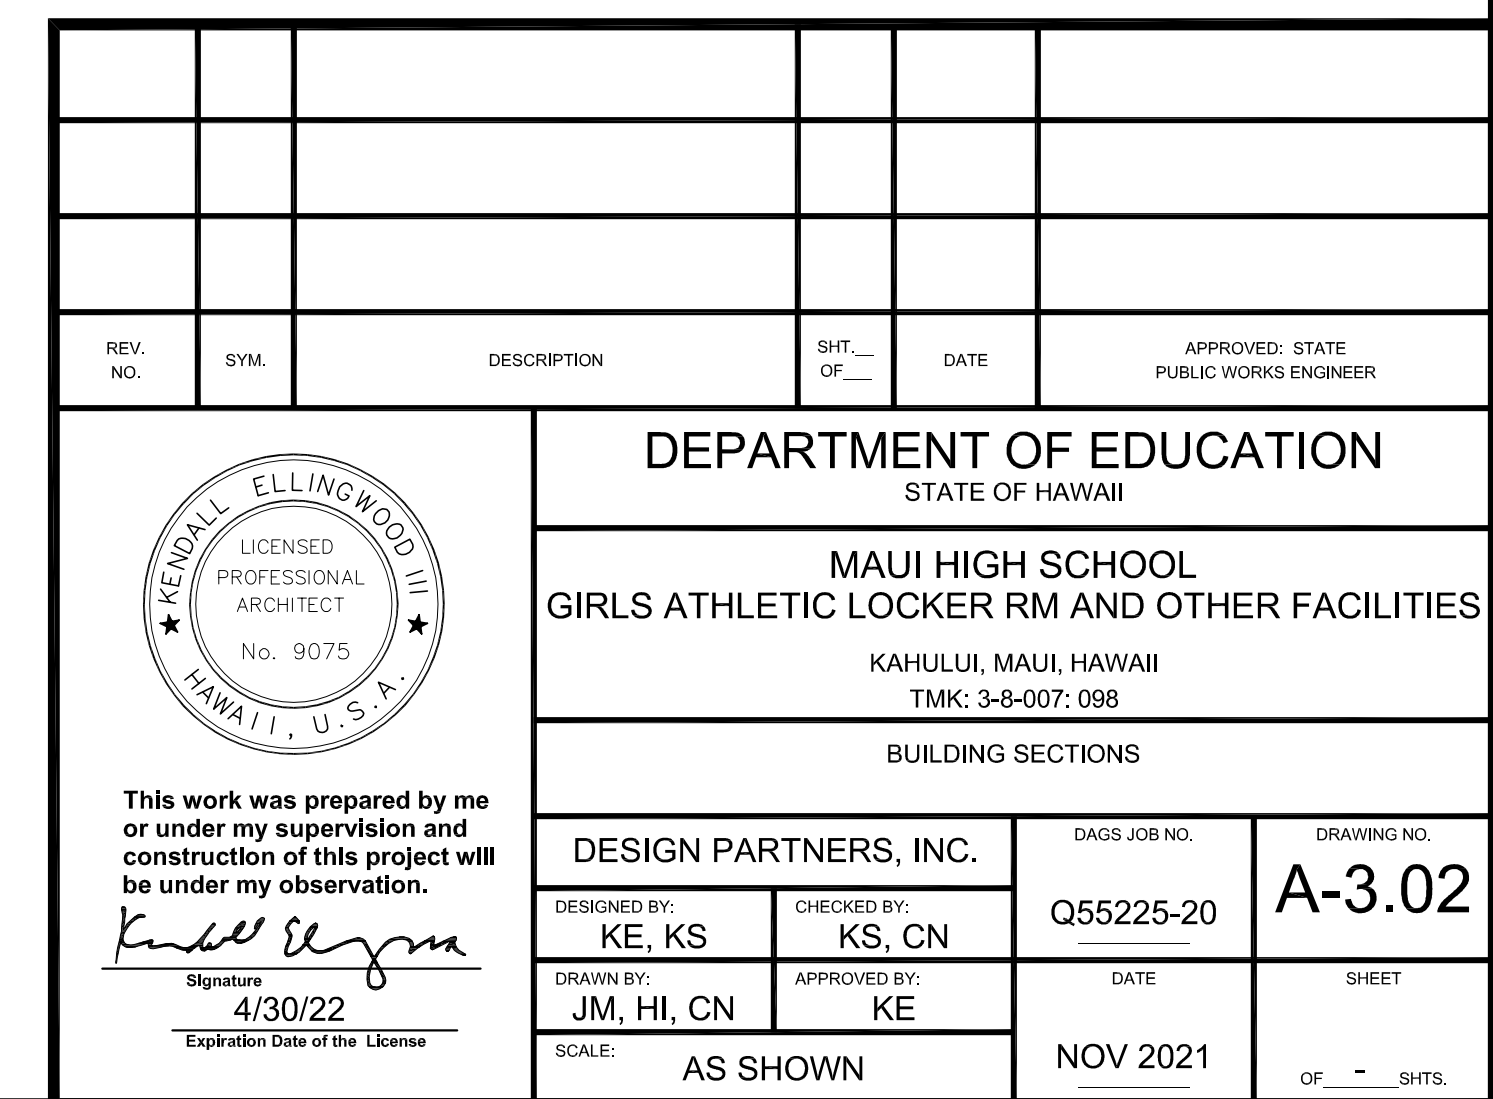 REV.
NO.
SYM.
DESCRIPTION
SHT.__
OF___
DATE
APPROVED: STATE
PUBLIC WORKS ENGINEER
KENDALL ELLINGWOOD III
LICENSED
PROFESSIONAL
ARCHITECT
No. 9075
★ HAWAII, U.S.A. ★
This work was prepared by me
or under my supervision and
construction of this project will
be under my observation.
Signature
4/30/22
Expiration Date of the License
DEPARTMENT OF EDUCATION
STATE OF HAWAII
MAUI HIGH SCHOOL
GIRLS ATHLETIC LOCKER RM AND OTHER FACILITIES
KAHULUI, MAUI, HAWAII
TMK: 3-8-007: 098
BUILDING SECTIONS
DESIGN PARTNERS, INC.
DESIGNED BY:
KE, KS
CHECKED BY:
KS, CN
DRAWN BY:
JM, HI, CN
APPROVED BY:
KE
SCALE:
AS SHOWN
DAGS JOB NO.
Q55225-20
DATE
NOV 2021
DRAWING NO.
A-3.02
SHEET
OF___-___SHTS.